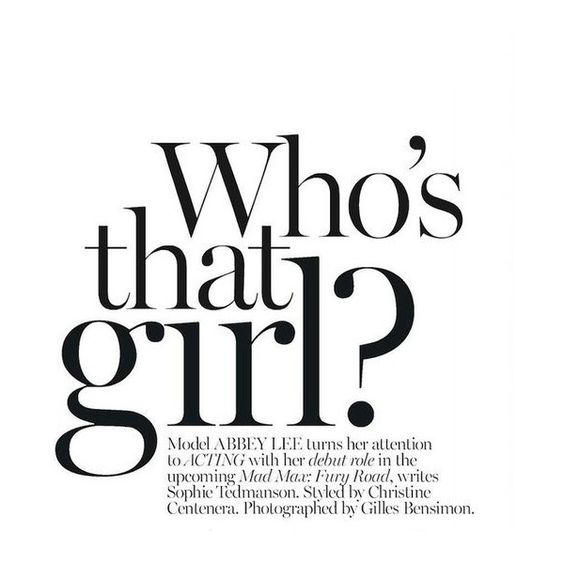 Who’s
that
girl?
Model ABBEY LEE turns her attention
to ACTING with her debut role in the
upcoming Mad Max: Fury Road, writes
Sophie Tedmanson. Styled by Christine
Centenera. Photographed by Gilles Bensimon.